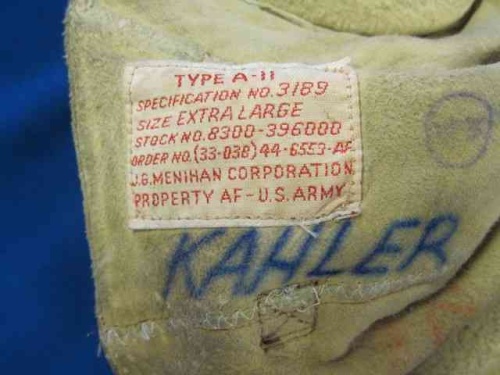 TYPE A-11
SPECIFICATION NO. 3189
SIZE EXTRA LARGE
STOCK NO. 8300-396000
ORDER NO. (33-038) 44-6553-AF
J.G. MENIHAN CORPORATION
PROPERTY AF-U.S. ARMY
KAHLER